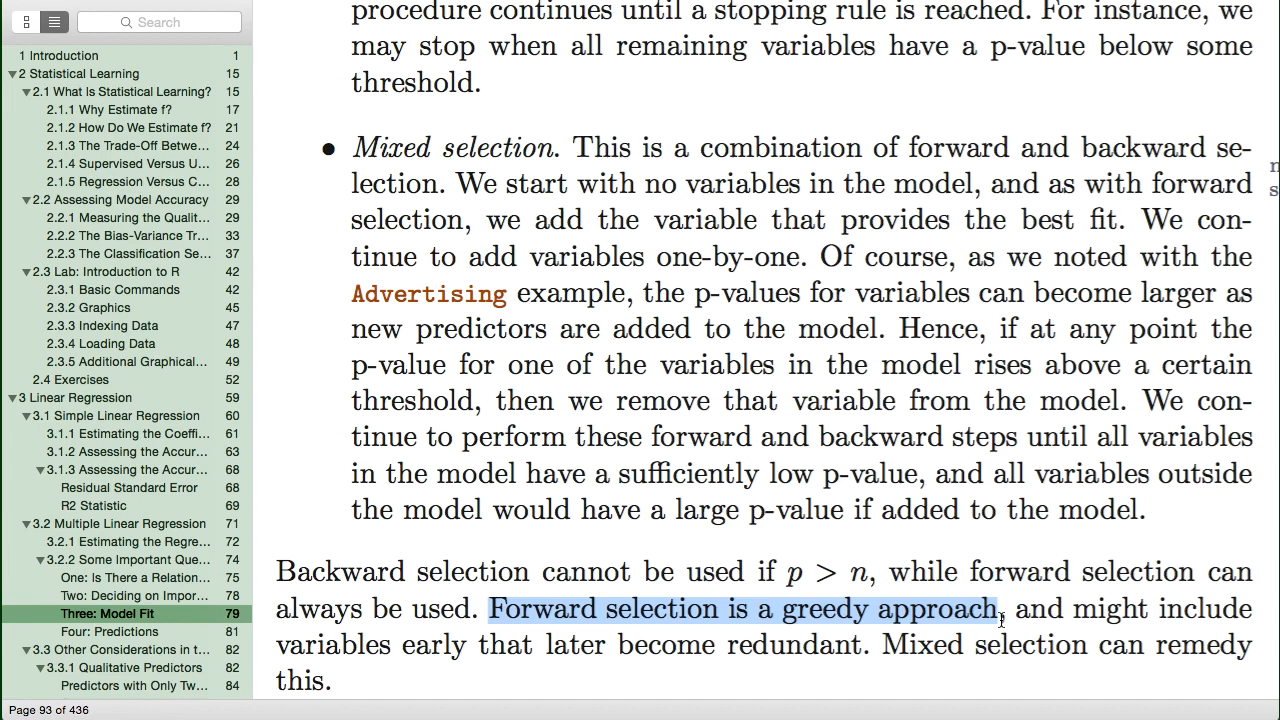 Search
1 Introduction 1
2 Statistical Learning 15
2.1 What Is Statistical Learning? 15
2.1.1 Why Estimate f? 17
2.1.2 How Do We Estimate f? 21
2.1.3 The Trade-Off Betwe... 24
2.1.4 Supervised Versus U... 26
2.1.5 Regression Versus C... 28
2.2 Assessing Model Accuracy 29
2.2.1 Measuring the Qualit... 29
2.2.2 The Bias-Variance Tr... 33
2.2.3 The Classification Se... 37
2.3 Lab: Introduction to R 42
2.3.1 Basic Commands 42
2.3.2 Graphics 45
2.3.3 Indexing Data 47
2.3.4 Loading Data 48
2.3.5 Additional Graphical... 49
2.4 Exercises 52
3 Linear Regression 59
3.1 Simple Linear Regression 60
3.1.1 Estimating the Coeffi... 61
3.1.2 Assessing the Accur... 63
3.1.3 Assessing the Accur... 68
Residual Standard Error 68
R2 Statistic 69
3.2 Multiple Linear Regression 71
3.2.1 Estimating the Regre... 72
3.2.2 Some Important Que... 74
One: Is There a Relation... 75
Two: Deciding on Impor... 78
Three: Model Fit 79
Four: Predictions 81
3.3 Other Considerations in t... 82
3.3.1 Qualitative Predictors 82
Predictors with Only Tw... 84
Page 93 of 436
procedure continues until a stopping rule is reached. For instance, we
may stop when all remaining variables have a p-value below some
threshold.
• Mixed selection. This is a combination of forward and backward se-
lection. We start with no variables in the model, and as with forward
selection, we add the variable that provides the best fit. We con-
tinue to add variables one-by-one. Of course, as we noted with the
Advertising example, the p-values for variables can become larger as
new predictors are added to the model. Hence, if at any point the
p-value for one of the variables in the model rises above a certain
threshold, then we remove that variable from the model. We con-
tinue to perform these forward and backward steps until all variables
in the model have a sufficiently low p-value, and all variables outside
the model would have a large p-value if added to the model.
Backward selection cannot be used if p > n, while forward selection can
always be used. Forward selection is a greedy approach, and might include
variables early that later become redundant. Mixed selection can remedy
this.